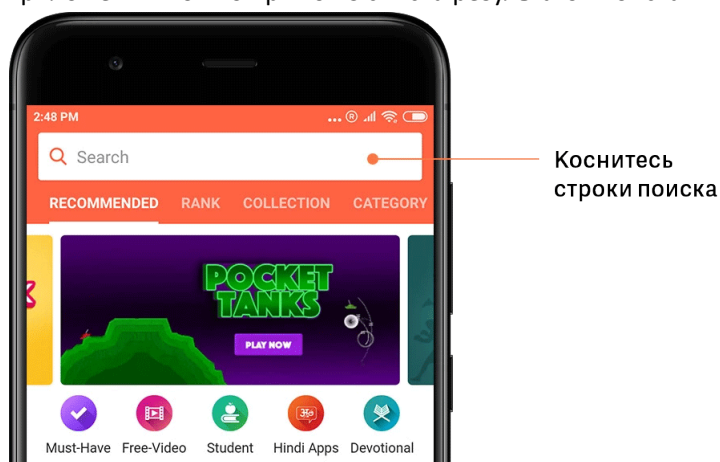 2:48 PM
Search
Коснитесь
строки поиска
RECOMMENDED RANK COLLECTION CATEGORY
POCKET
TANKS
PLAY NOW
Must-Have Free-Video Student Hindi Apps Devotional